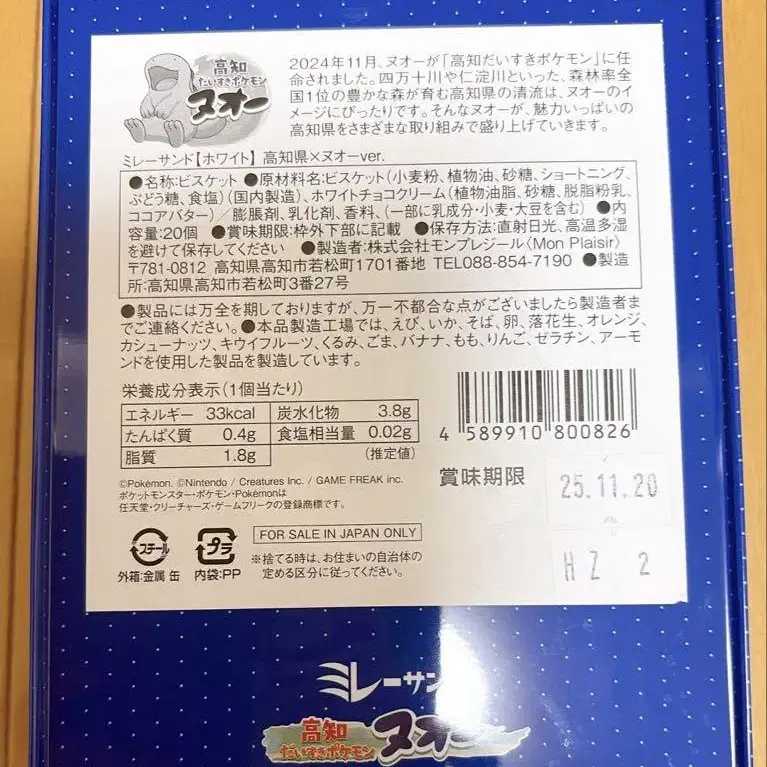 高知
だいすきポケモン
ヌオー
2024年11月、ヌオーが「高知だいすきポケモン」に任
命されました。四万十川や仁淀川といった、森林率全
国1位の豊かな森が育む高知県の清流は、ヌオーのイ
メージにぴったりです。そんなヌオーが、魅力いっぱいの
高知県をさまざまな取り組みで盛り上げていきます。
ミレーサンド【ホワイト】 高知県×ヌオーver.
●名称:ビスケット ●原材料名:ビスケット(小麦粉、植物油、砂糖、ショートニング、
ぶどう糖、食塩)(国内製造)、ホワイトチョコクリーム(植物油脂、砂糖、脱脂粉乳、
ココアバター)／膨脹剤、乳化剤、香料、(一部に乳成分・小麦・大豆を含む) ●内
容量:20個 ●賞味期限:枠外下部に記載 ●保存方法:直射日光、高温多湿
を避けて保存してください ●製造者:株式会社モンプレジール〈Mon Plaisir〉
〒781-0812 高知県高知市若松町1701番地 TEL088-854-7190 ●製造
所:高知県高知市若松町3番27号
●製品には万全を期しておりますが、万一不都合な点がございましたら製造者ま
でご連絡ください。●本品製造工場では、えび、いか、そば、卵、落花生、オレンジ、
カシューナッツ、キウイフルーツ、くるみ、ごま、バナナ、もも、りんご、ゼラチン、アーモ
ンドを使用した製品を製造しています。
栄養成分表示(1個当たり)
エネルギー 33kcal 炭水化物 3.8g
たんぱく質 0.4g 食塩相当量 0.02g
脂質 1.8g (推定値)
4 589910 800826
©Pokémon. ©Nintendo / Creatures Inc. / GAME FREAK inc.
ポケットモンスター・ポケモン・Pokémonは
任天堂・クリーチャーズ・ゲームフリークの登録商標です。
賞味期限 25.11.20
HZ 2
スチール
外箱:金属 缶
プラ
内袋:PP
FOR SALE IN JAPAN ONLY
※捨てる時は、お住まいの自治体の
定める区分に従ってください。
ミレーサン
高知
だいすきポケモン
ヌオー